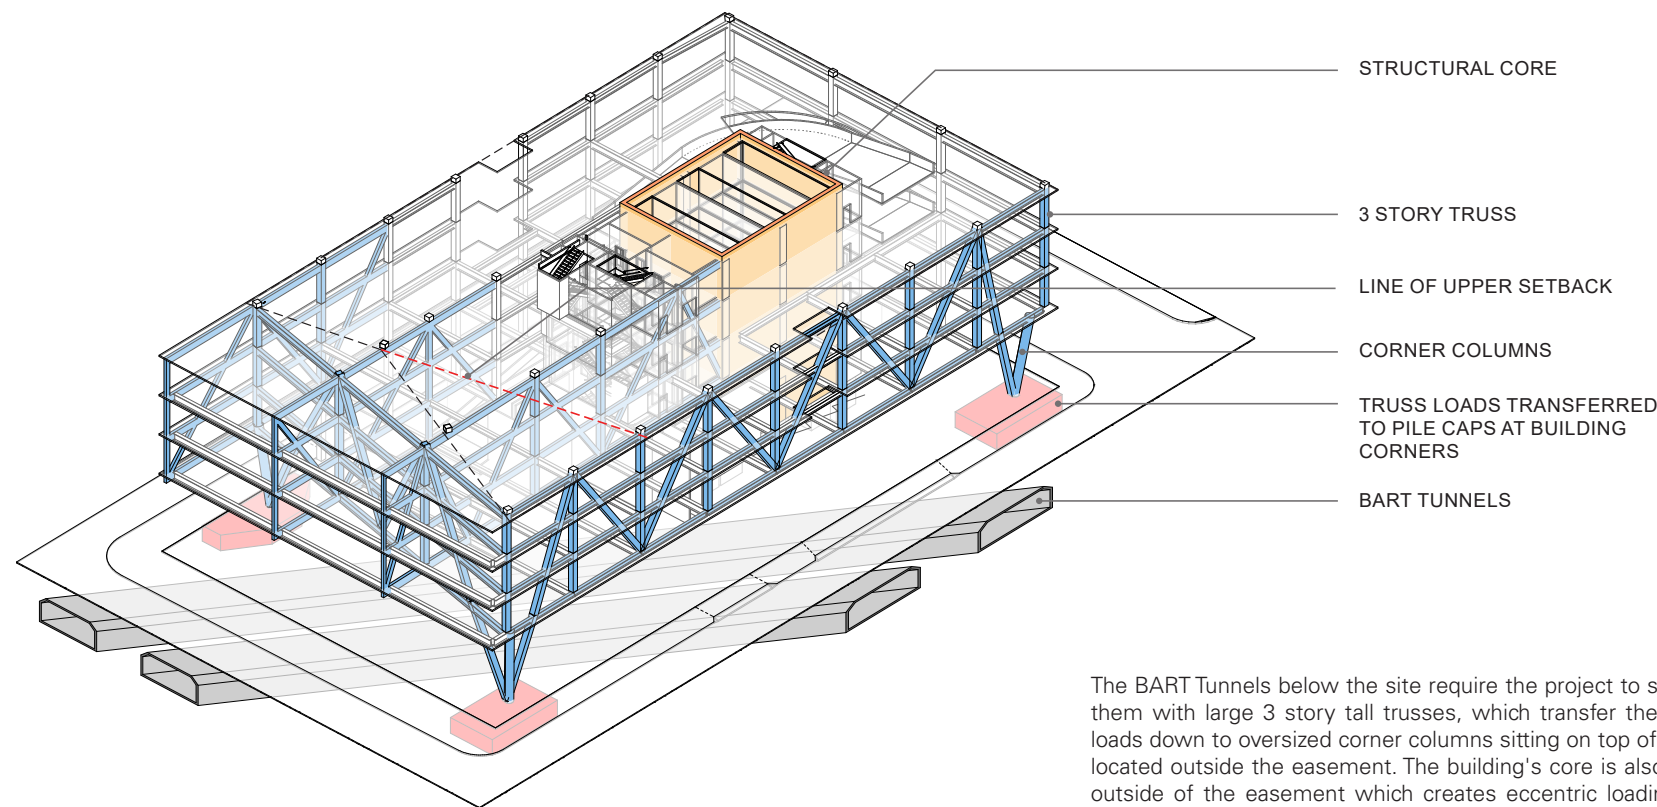 STRUCTURAL CORE
3 STORY TRUSS
LINE OF UPPER SETBACK
CORNER COLUMNS
TRUSS LOADS TRANSFERRED
TO PILE CAPS AT BUILDING
CORNERS
BART TUNNELS
The BART Tunnels below the site require the project to s
them with large 3 story tall trusses, which transfer the
loads down to oversized corner columns sitting on top of
located outside the easement. The building's core is also
outside of the easement which creates eccentric loadin